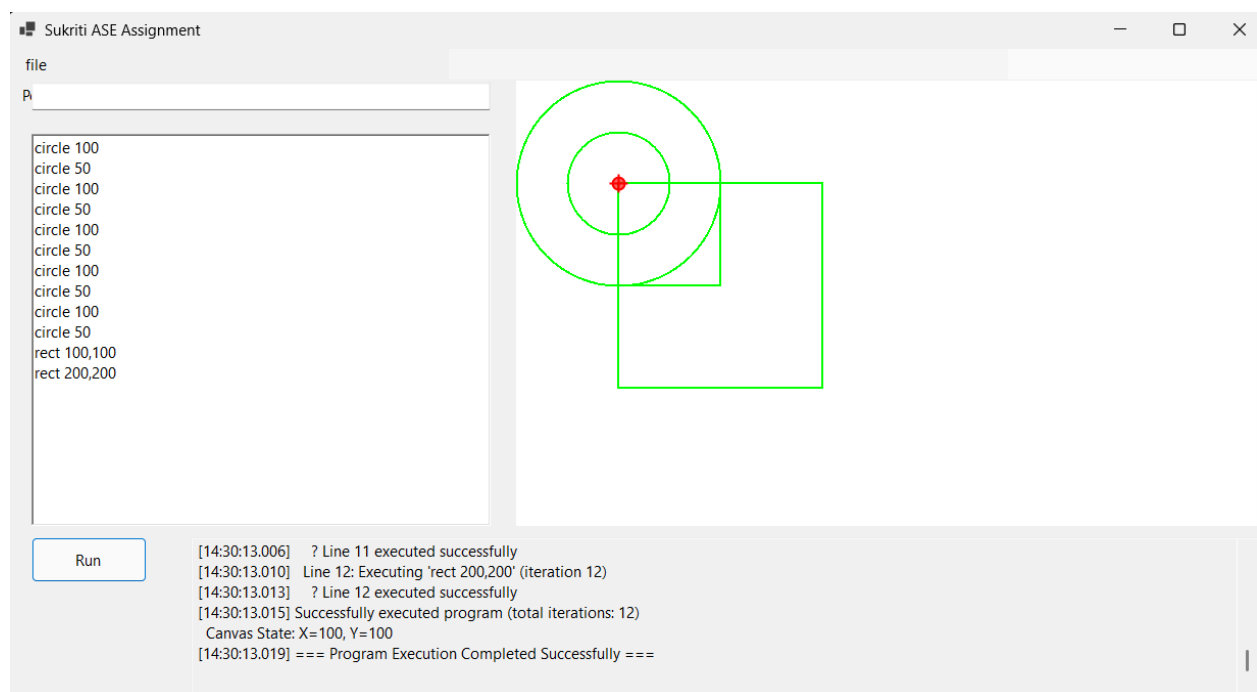 Sukriti ASE Assignment
file
circle 100
circle 50
circle 100
circle 50
circle 100
circle 50
circle 100
circle 50
circle 100
circle 50
rect 100,100
rect 200,200
Run
[14:30:13.006] ? Line 11 executed successfully
[14:30:13.010] Line 12: Executing 'rect 200,200' (iteration 12)
[14:30:13.013] ? Line 12 executed successfully
[14:30:13.015] Successfully executed program (total iterations: 12)
Canvas State: X=100, Y=100
[14:30:13.019] === Program Execution Completed Successfully ===